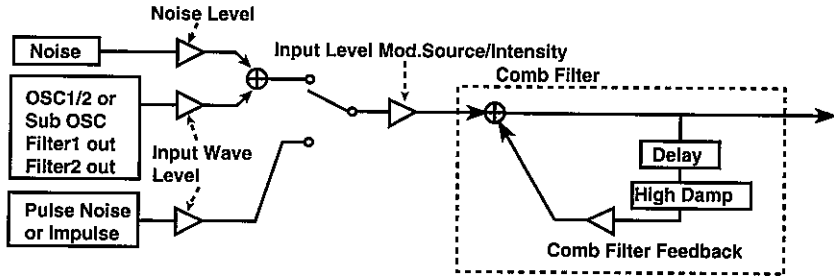 Noise Level
Noise
Input Level Mod.Source/Intensity
Comb Filter
OSC1/2 or
Sub OSC
Filter1 out
Filter2 out
Input Wave
Level
Delay
High Damp
Pulse Noise
or Impulse
Comb Filter Feedback